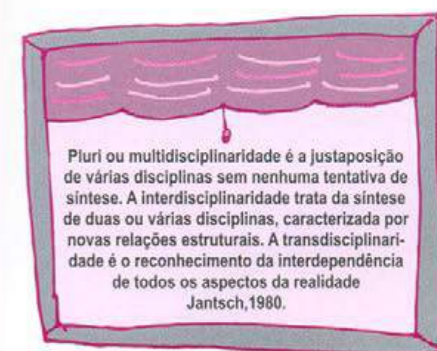 Pluri ou multidisciplinaridade é a justaposição
de várias disciplinas sem nenhuma tentativa de
síntese. A interdisciplinaridade trata da síntese
de duas ou várias disciplinas, caracterizada por
novas relações estruturais. A transdisciplinari-
dade é o reconhecimento da interdependência
de todos os aspectos da realidade
Jantsch,1980.